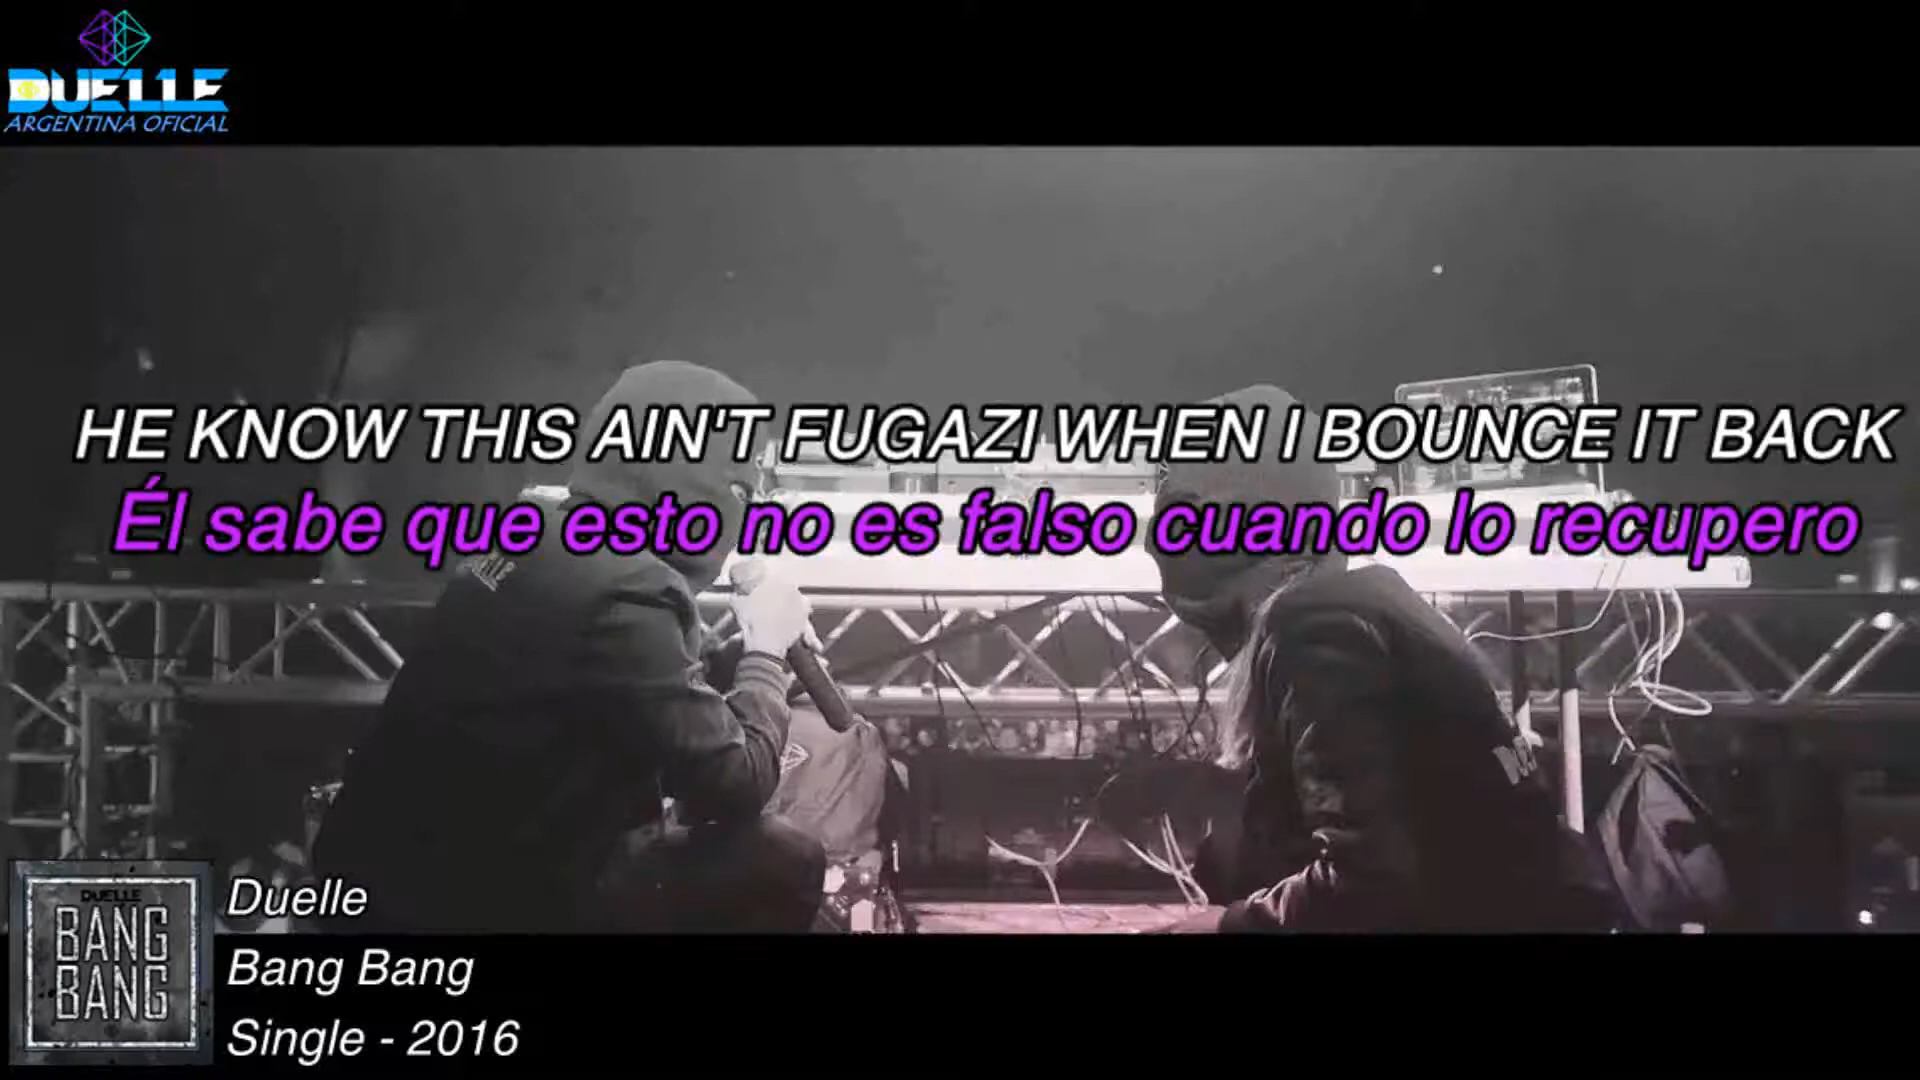 DUELLE
ARGENTINA OFICIAL
HE KNOW THIS AIN'T FUGAZI WHEN I BOUNCE IT BACK
Él sabe que esto no es falso cuando lo recupero
DUELLE
BANG
BANG
Duelle
Bang Bang
Single - 2016